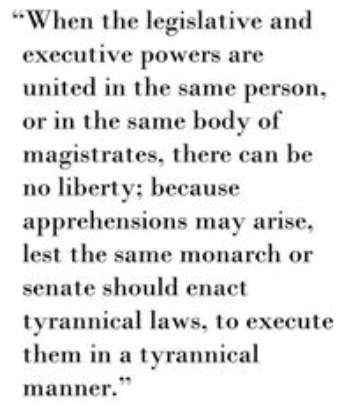 “When the legislative and
executive powers are
united in the same person,
or in the same body of
magistrates, there can be
no liberty; because
apprehensions may arise,
lest the same monarch or
senate should enact
tyrannical laws, to execute
them in a tyrannical
manner.”